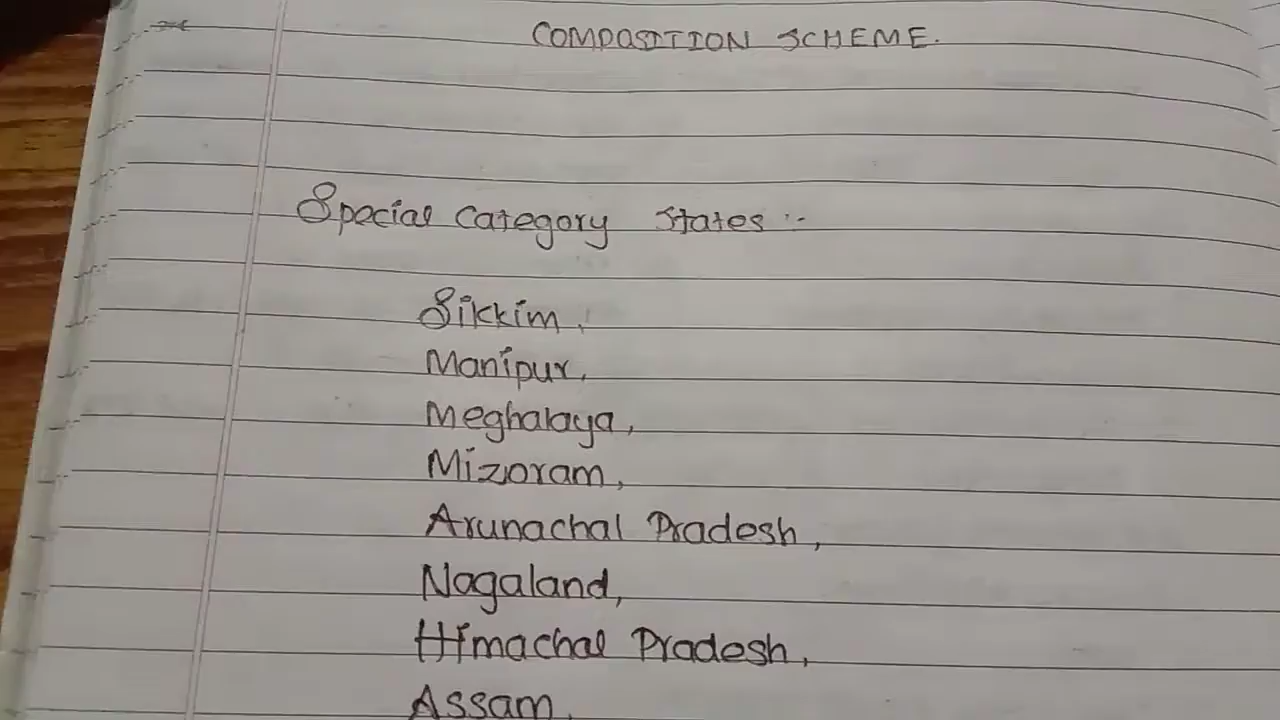 COMPOSITION SCHEME.
Special Category States :-
Sikkim,
Manipur,
Meghalaya,
Mizoram,
Arunachal Pradesh,
Nagaland,
Himachal Pradesh,
Assam,